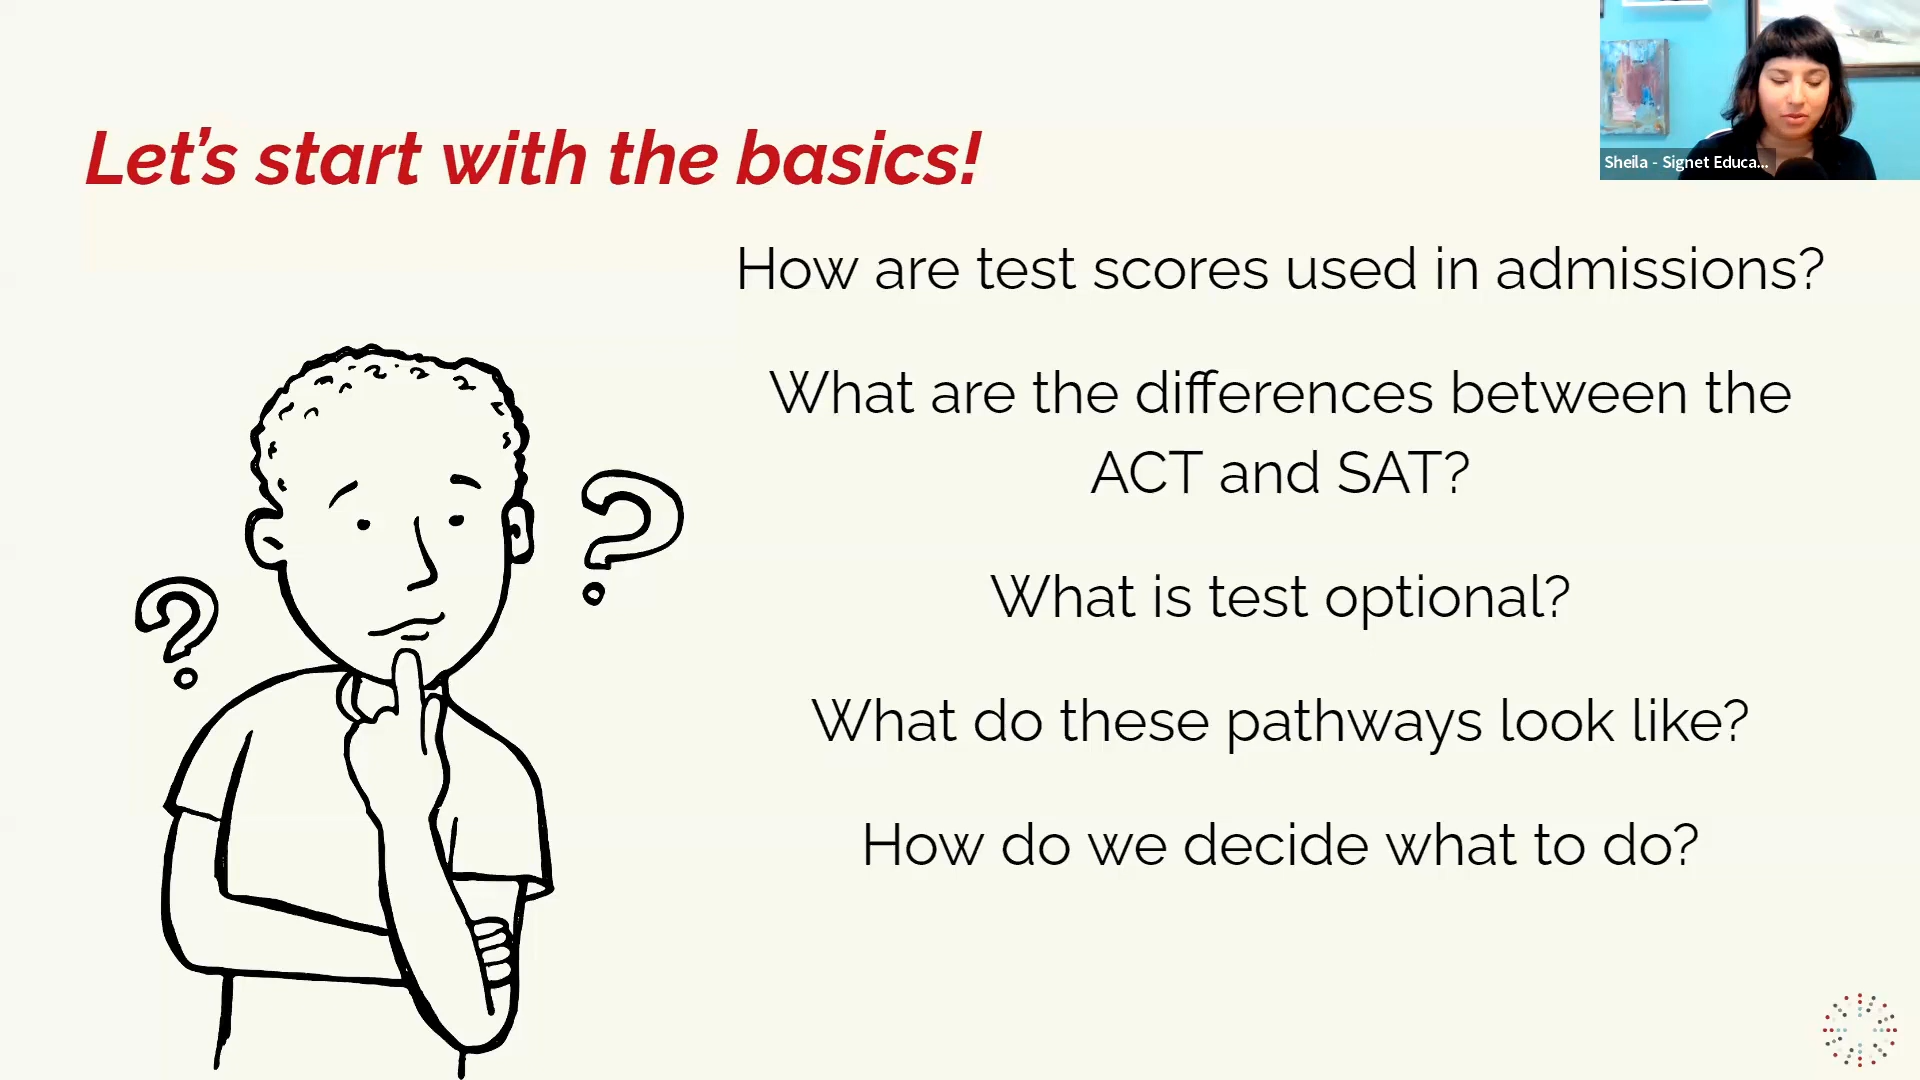 Let’s start with the basics!
How are test scores used in admissions?
What are the differences between the
ACT and SAT?
What is test optional?
What do these pathways look like?
How do we decide what to do?
Sheila - Signet Educa...